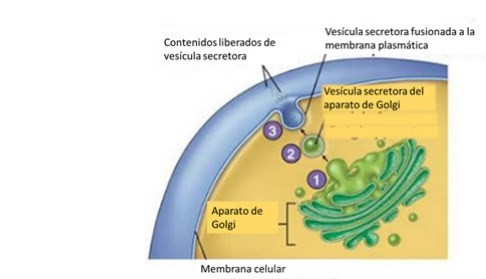 Contenidos liberados de
vesícula secretora
Vesícula secretora fusionada a la
membrana plasmática
Vesícula secretora del
aparato de Golgi
3
2
1
Aparato de
Golgi
Membrana celular